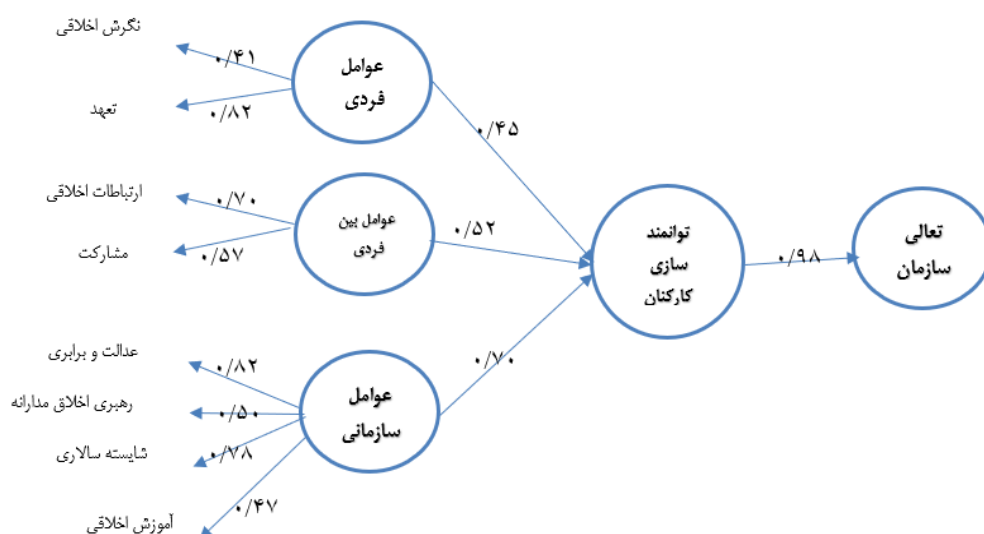 نگرش اخلاقی
۰/۴۱
تعهد
۰/۸۲
عوامل
فردی
۰/۴۵
ارتباطات اخلاقی
۰/۷۰
مشارکت
۰/۵۷
عوامل بین
فردی
۰/۵۲
توانمند
سازی
کارکنان
۰/۹۸
تعالی
سازمان
عدالت و برابری
۰/۸۲
رهبری اخلاق مدارانه
۰/۵۰
شایسته سالاری
۰/۷۸
آموزش اخلاقی
۰/۴۷
عوامل
سازمانی
۰/۷۰